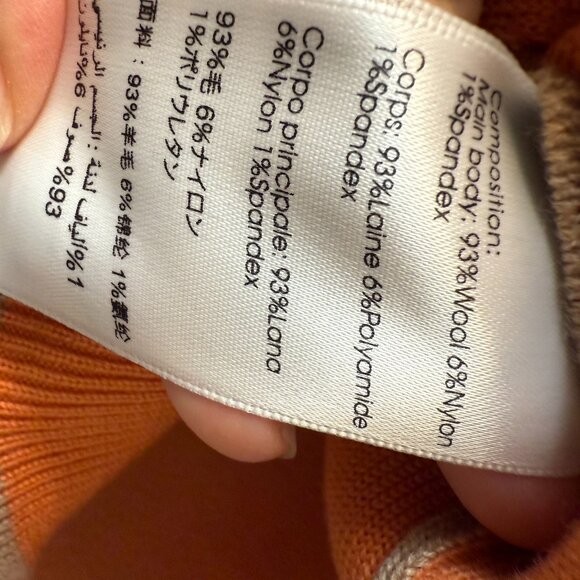 Composition:
Main body: 93%Wool 6%Nylon
1%Spandex
Corps: 93%Laine 6%Polyamide
1%Spandex
Corpo principale: 93%Lana
6%Nylon 1%Spandex
93%毛 6%ナイロン
1%ポリウレタン
面料：93%羊毛 6%锦纶 1%氨纶